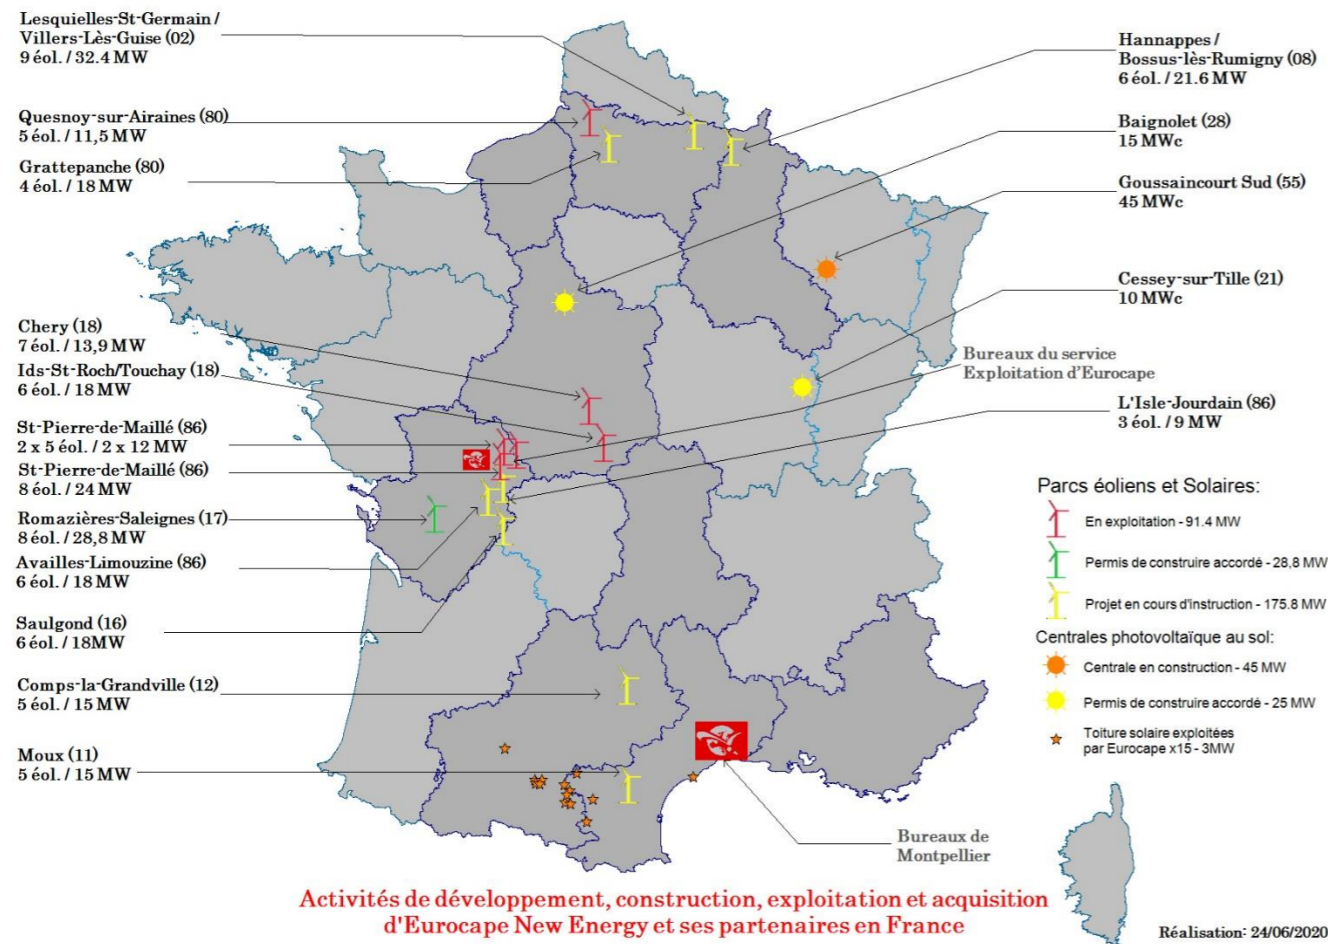 Lesquielles-St-Germain /
Villers-Lès-Guise (02)
9 éol. / 32.4 MW
Quesnoy-sur-Airaines (80)
5 éol. / 11,5 MW
Grattepanche (80)
4 éol. / 18 MW
Chery (18)
7 éol. / 13,9 MW
Ids-St-Roch/Touchay (18)
6 éol. / 18 MW
St-Pierre-de-Maillé (86)
2 x 5 éol. / 2 x 12 MW
St-Pierre-de-Maillé (86)
8 éol. / 24 MW
Romazières-Saleignes (17)
8 éol. / 28,8 MW
Availles-Limouzine (86)
6 éol. / 18 MW
Saulgond (16)
6 éol. / 18MW
Comps-la-Grandville (12)
5 éol. / 15 MW
Moux (11)
5 éol. / 15 MW
Hannappes /
Bossus-lès-Rumigny (08)
6 éol. / 21.6 MW
Baignolet (28)
15 MWc
Goussaincourt Sud (55)
45 MWc
Cessey-sur-Tille (21)
10 MWc
Bureaux du service
Exploitation d'Eurocape
L'Isle-Jourdain (86)
3 éol. / 9 MW
Parcs éoliens et Solaires:
En exploitation - 91.4 MW
Permis de construire accordé - 28,8 MW
Projet en cours d'instruction - 175.8 MW
Centrales photovoltaïque au sol:
Centrale en construction - 45 MW
Permis de construire accordé - 25 MW
Toiture solaire exploitées
par Eurocape x15 - 3MW
Bureaux de
Montpellier
Activités de développement, construction, exploitation et acquisition
d'Eurocape New Energy et ses partenaires en France
Réalisation: 24/06/2020